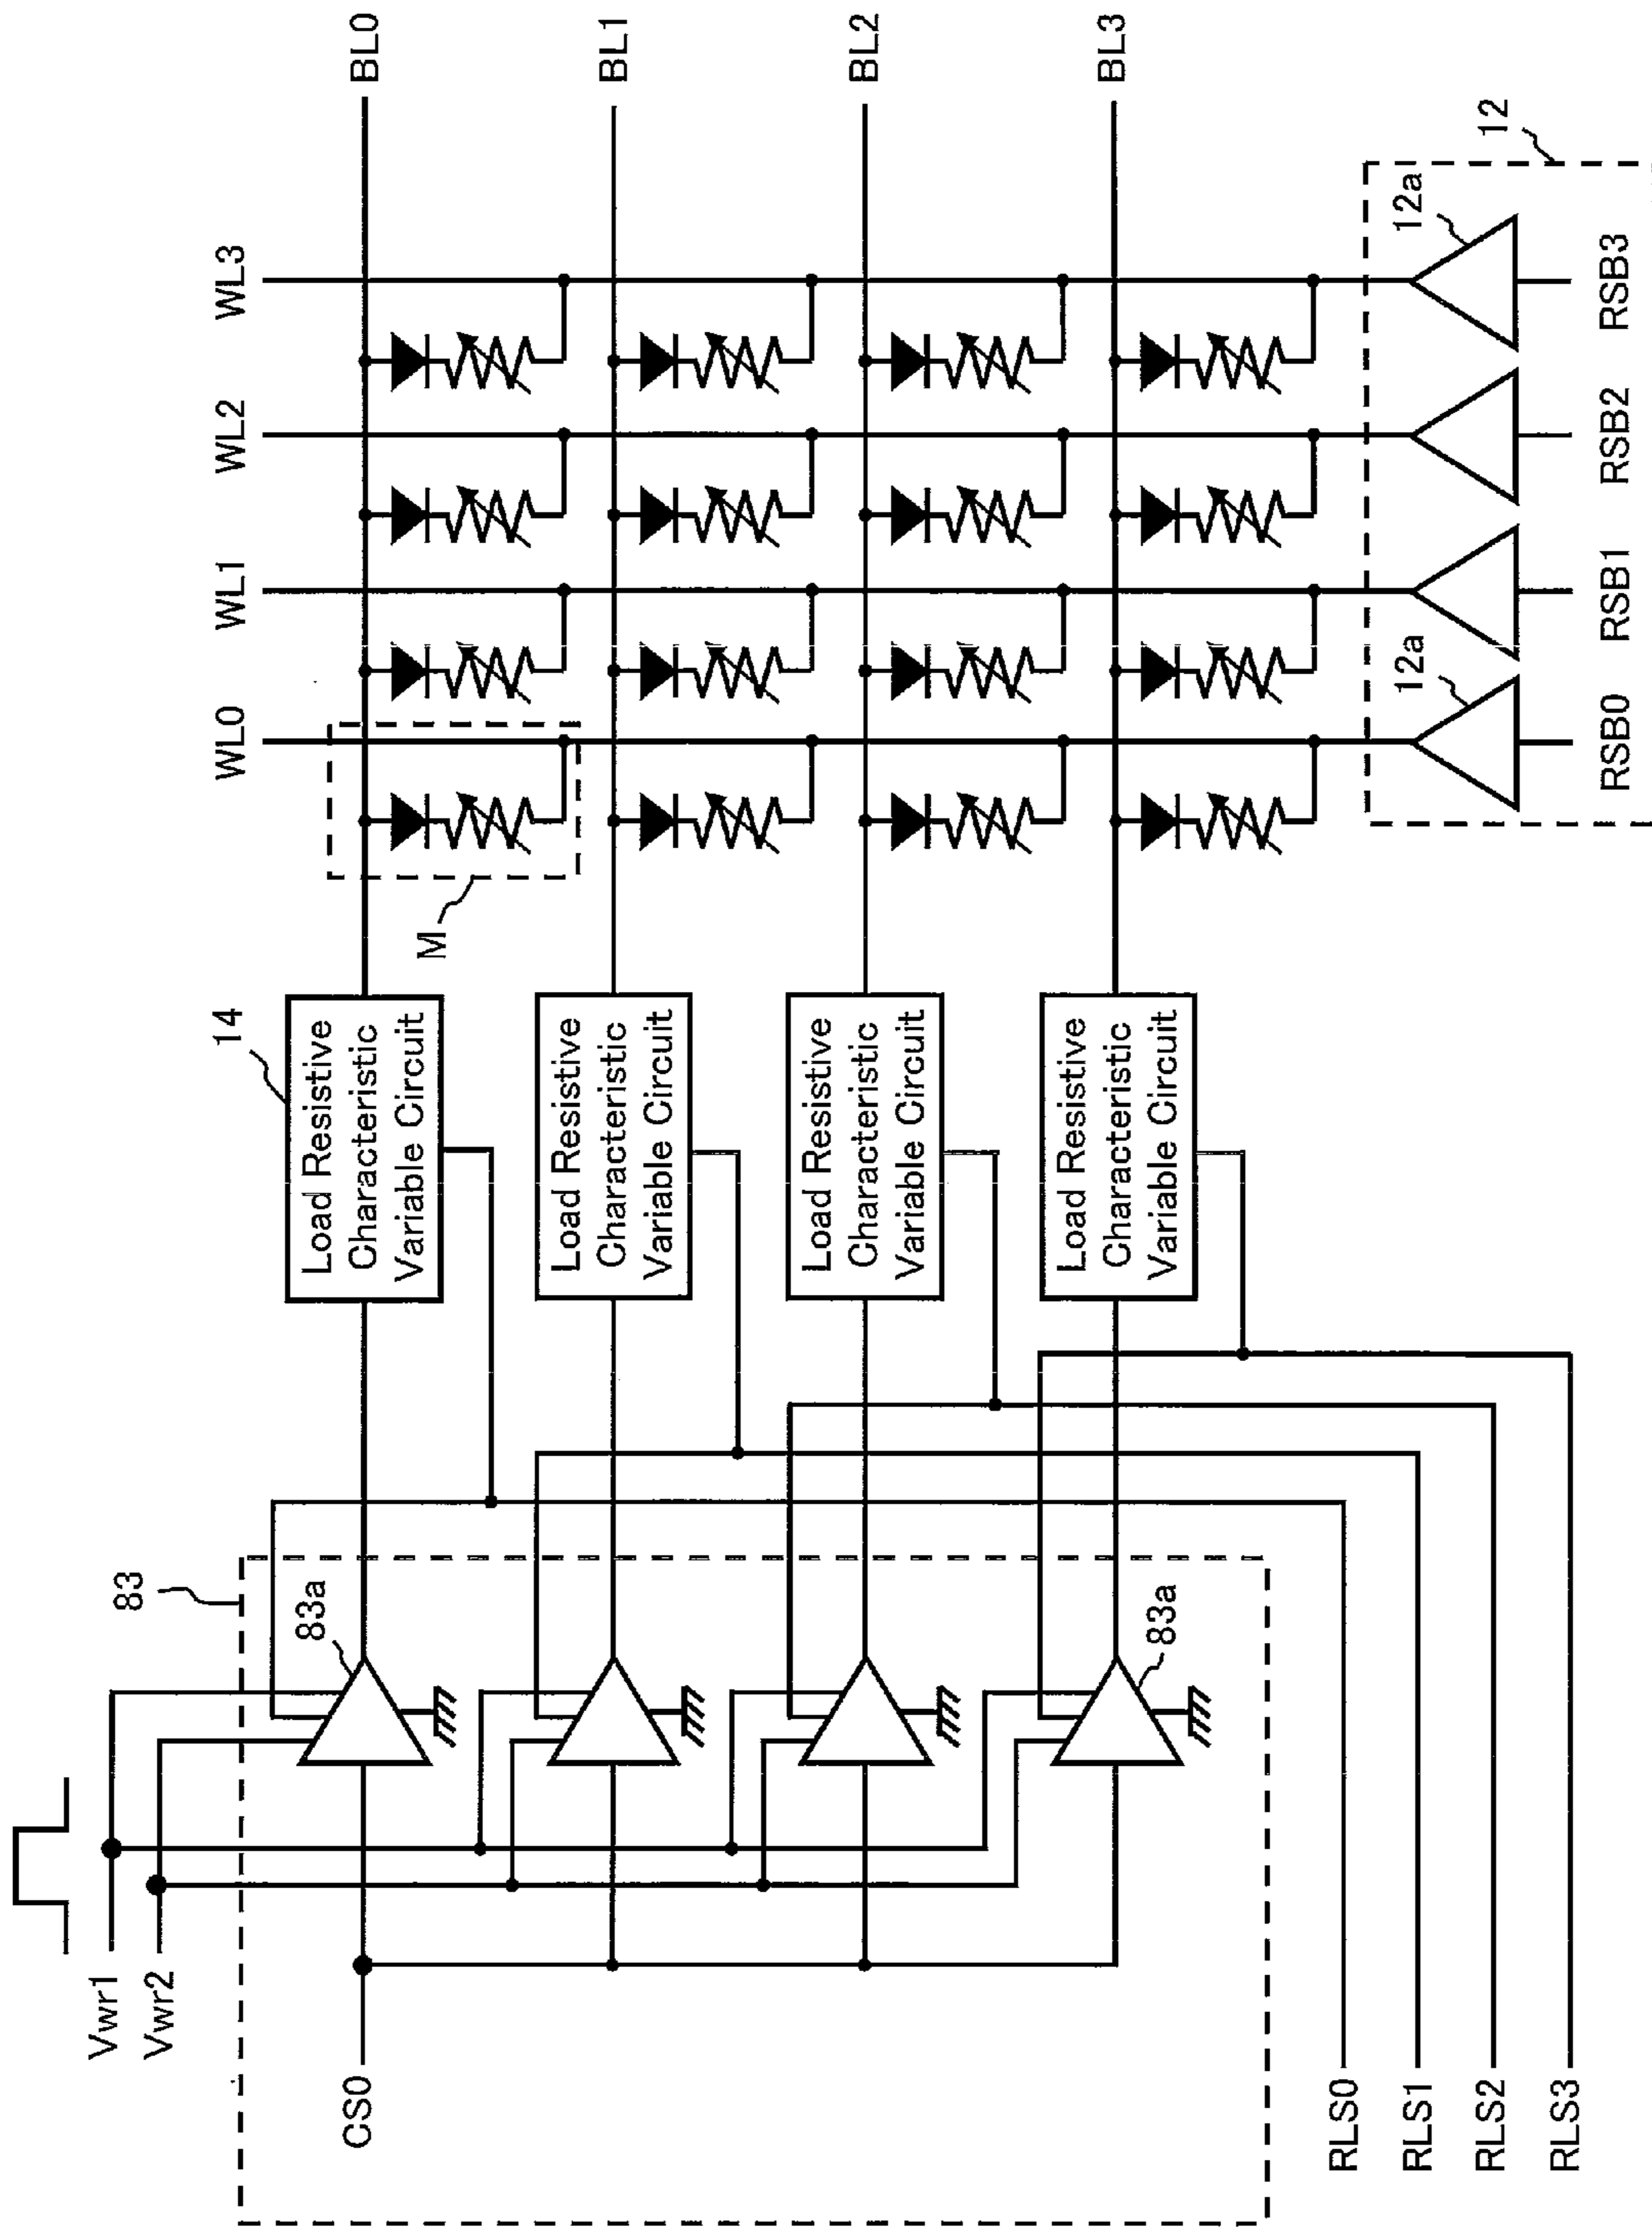 Vwr1
Vwr2
CS0
83
83a
83a
RLS0
RLS1
RLS2
RLS3
14
Load Resistive
Characteristic
Variable Circuit
Load Resistive
Characteristic
Variable Circuit
Load Resistive
Characteristic
Variable Circuit
Load Resistive
Characteristic
Variable Circuit
M
WL0
WL1
WL2
WL3
BL0
BL1
BL2
BL3
12
12a
12a
RSB0
RSB1
RSB2
RSB3